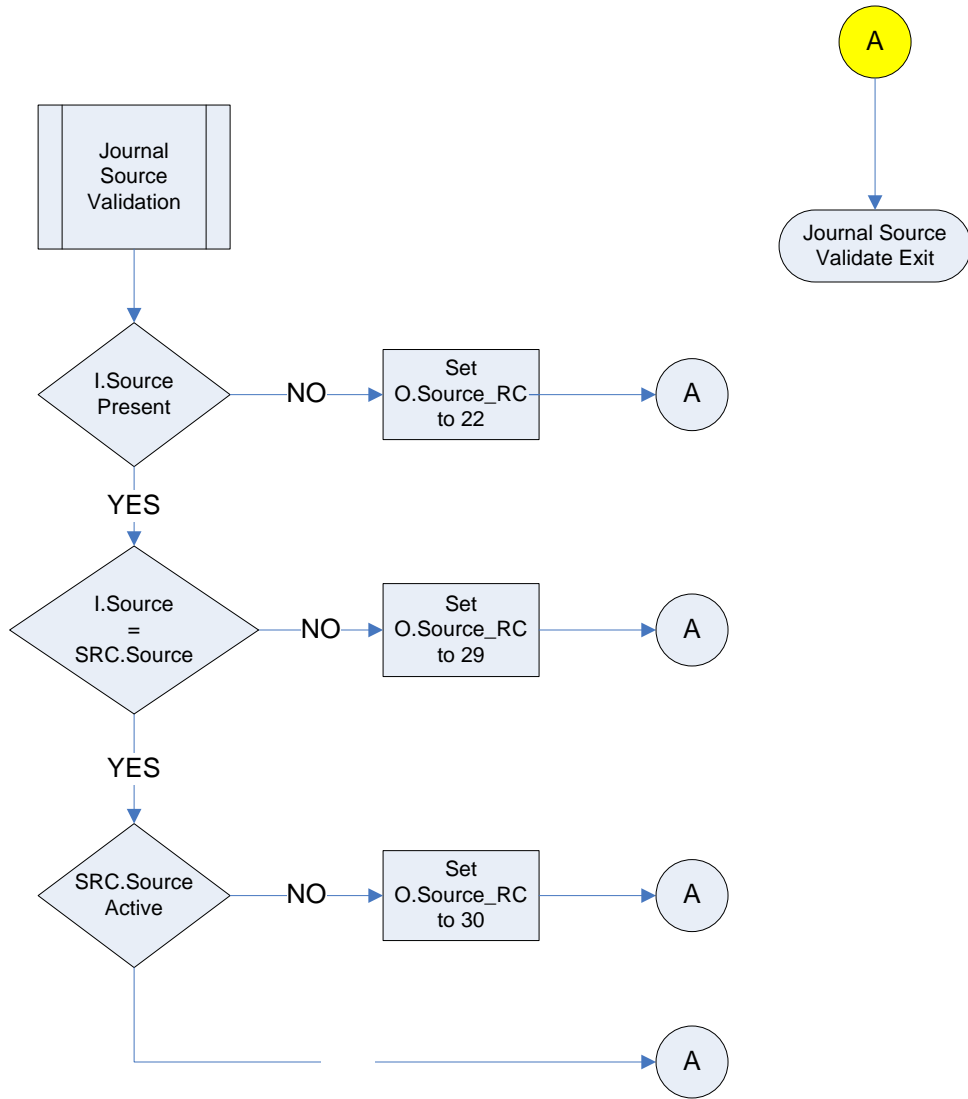 A
Journal
Source
Validation
Journal Source
Validate Exit
I.Source
Present
NO
Set
O.Source_RC
to 22
A
YES
I.Source
=
SRC.Source
NO
Set
O.Source_RC
to 29
A
YES
SRC.Source
Active
NO
Set
O.Source_RC
to 30
A
A